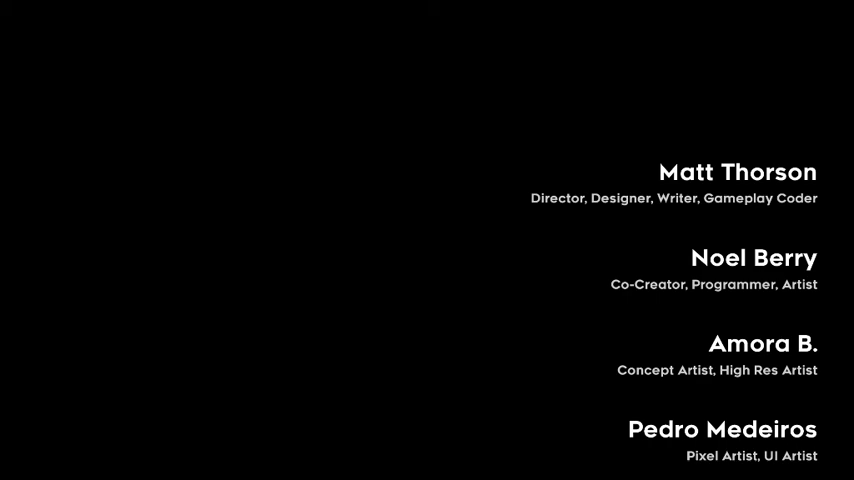 Matt Thorson
Director, Designer, Writer, Gameplay Coder
Noel Berry
Co-Creator, Programmer, Artist
Amora B.
Concept Artist, High Res Artist
Pedro Medeiros
Pixel Artist, UI Artist